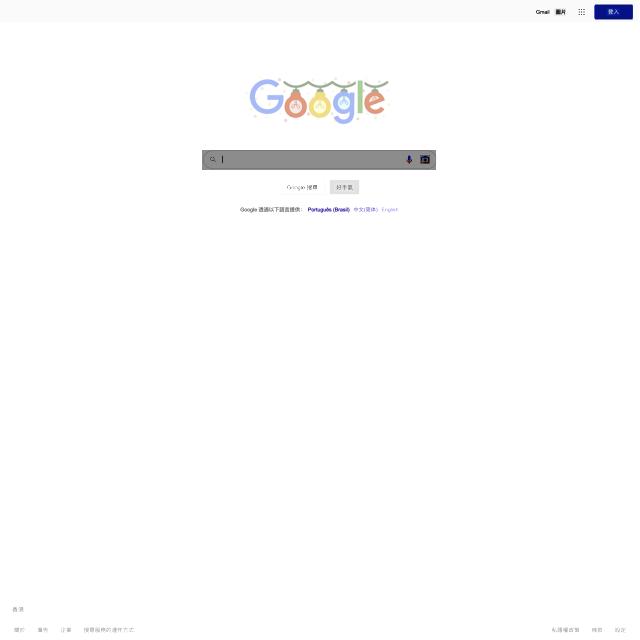 Gmail 圖片
登入
Google
Google 搜尋 好手氣
Google 透過以下語言提供： Português (Brasil) 中文(简体) English
香港
關於 廣告 企業 搜尋服務的運作方式
私隱權政策 條款 設定